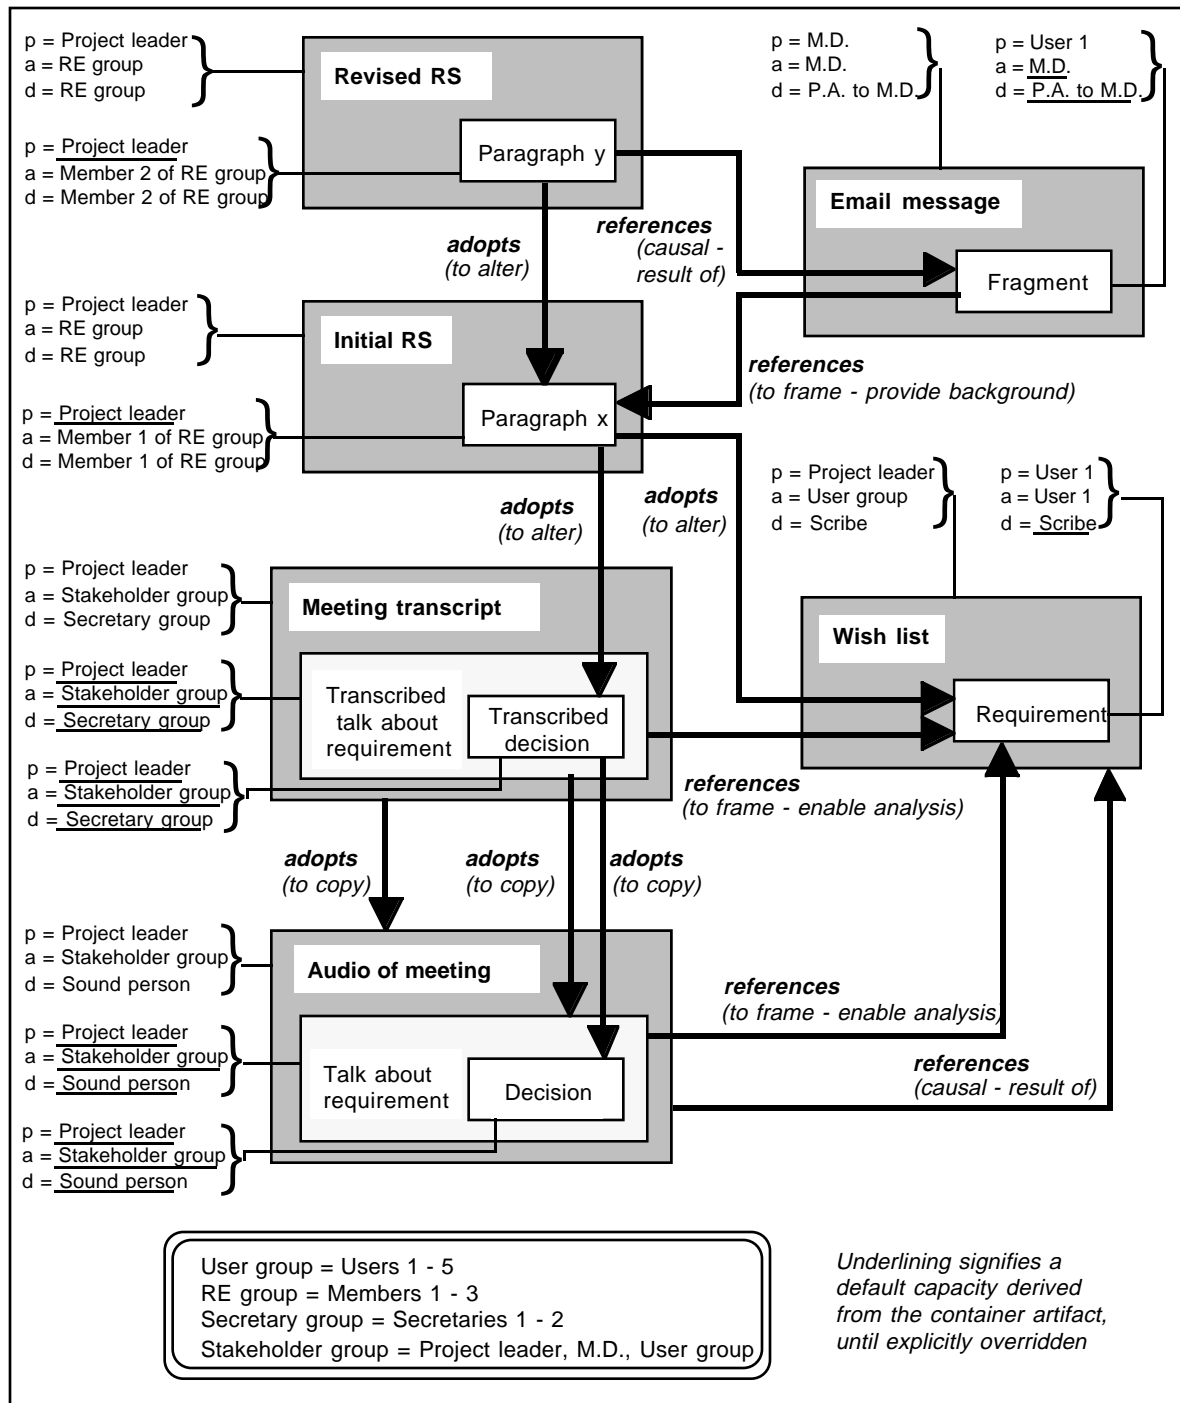 p = Project leader
a = RE group
d = RE group
Revised RS
p = M.D.
a = M.D.
d = P.A. to M.D.
p = User 1
a = M.D.
d = P.A. to M.D.
p = Project leader
a = Member 2 of RE group
d = Member 2 of RE group
Paragraph y
Email message
Fragment
adopts
(to alter)
references
(causal -
result of)
p = Project leader
a = RE group
d = RE group
Initial RS
references
(to frame - provide background)
p = Project leader
a = Member 1 of RE group
d = Member 1 of RE group
Paragraph x
p = Project leader
a = User group
d = Scribe
p = User 1
a = User 1
d = Scribe
adopts
(to alter)
adopts
(to alter)
p = Project leader
a = Stakeholder group
d = Secretary group
Meeting transcript
Wish list
p = Project leader
a = Stakeholder group
d = Secretary group
Transcribed
talk about
requirement
Transcribed
decision
Requirement
p = Project leader
a = Stakeholder group
d = Secretary group
references
(to frame - enable analysis)
adopts
(to copy)
adopts
(to copy)
adopts
(to copy)
p = Project leader
a = Stakeholder group
d = Sound person
Audio of meeting
references
(to frame - enable analysis)
p = Project leader
a = Stakeholder group
d = Sound person
Talk about
requirement
Decision
references
(causal - result of)
p = Project leader
a = Stakeholder group
d = Sound person
User group = Users 1 - 5
RE group = Members 1 - 3
Secretary group = Secretaries 1 - 2
Stakeholder group = Project leader, M.D., User group
Underlining signifies a
default capacity derived
from the container artifact,
until explicitly overridden